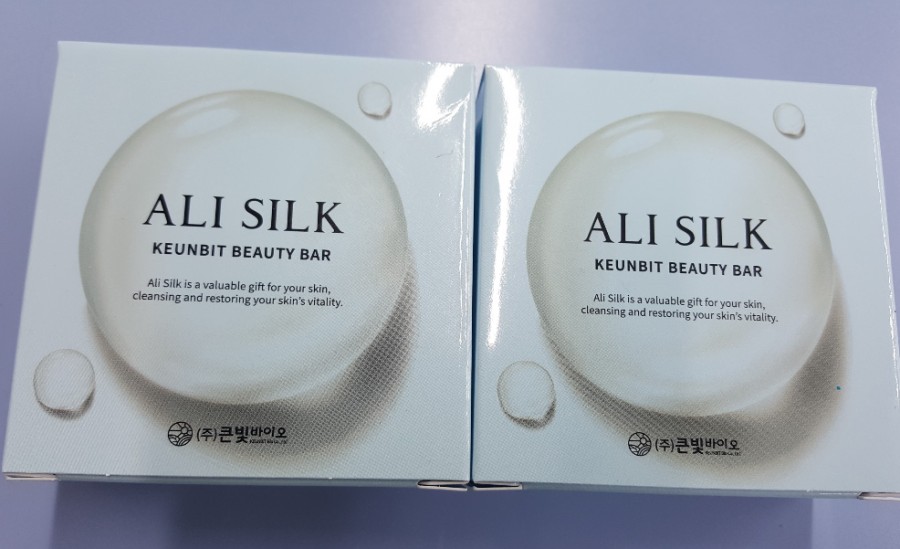 ALI SILK
KEUNBIT BEAUTY BAR
Ali Silk is a valuable gift for your skin,
cleansing and restoring your skin's vitality.
(주)큰빛바이오
ALI SILK
KEUNBIT BEAUTY BAR
Ali Silk is a valuable gift for your skin,
cleansing and restoring your skin's vitality.
(주)큰빛바이오